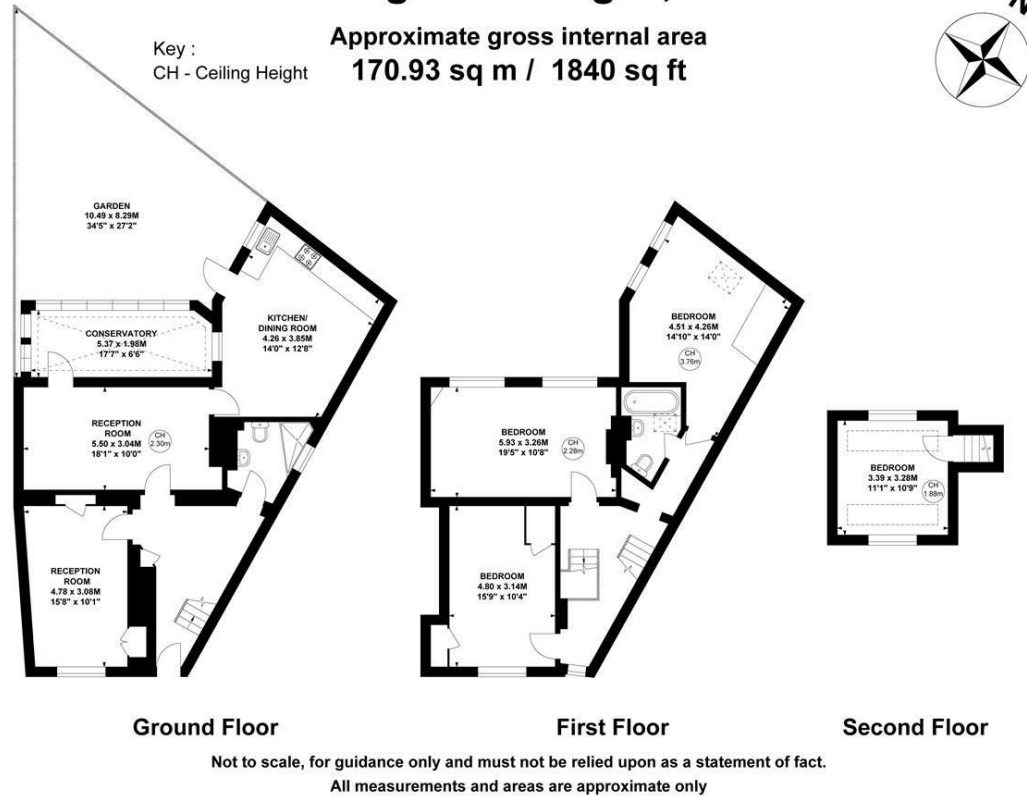 Key :
CH - Ceiling Height
Approximate gross internal area
170.93 sq m / 1840 sq ft
N
GARDEN
10.49 x 8.29M
34'5" x 27'2"
CONSERVATORY
5.37 x 1.98M
17'7" x 6'6"
KITCHEN/
DINING ROOM
4.26 x 3.85M
14'0" x 12'8"
RECEPTION
ROOM
5.50 x 3.04M
18'1" x 10'0"
CH
2.30m
RECEPTION
ROOM
4.78 x 3.08M
15'8" x 10'1"
BEDROOM
4.51 x 4.26M
14'10" x 14'0"
CH
3.76m
BEDROOM
5.93 x 3.26M
19'5" x 10'8"
CH
2.28m
BEDROOM
4.80 x 3.14M
15'9" x 10'4"
BEDROOM
3.39 x 3.28M
11'1" x 10'9"
CH
1.88m
Ground Floor
First Floor
Second Floor
Not to scale, for guidance only and must not be relied upon as a statement of fact.
All measurements and areas are approximate only